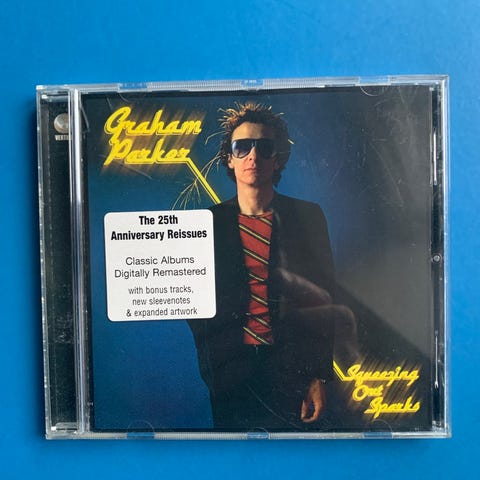 Graham
Parker
The 25th
Anniversary Reissues
Classic Albums
Digitally Remastered
with bonus tracks,
new sleevenotes
& expanded artwork
Squeezing
Out
Sparks